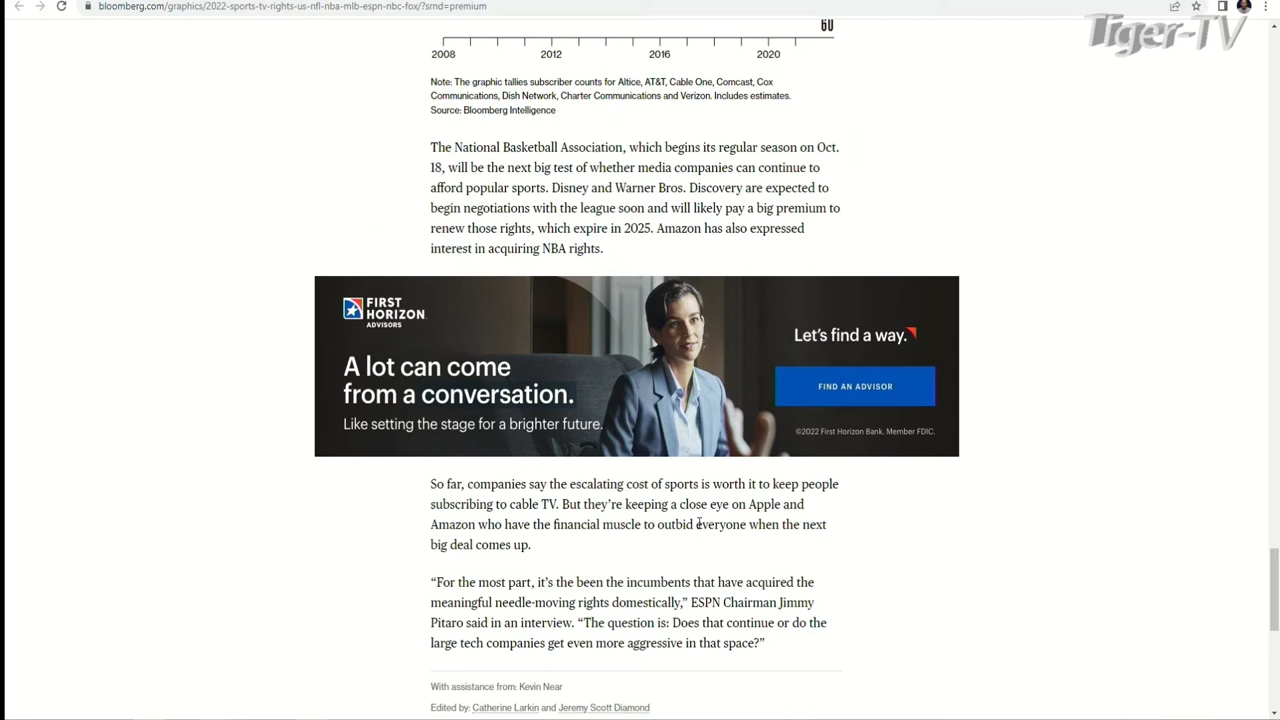 bloomberg.com/graphics/2022-sports-tv-rights-us-nfl-nba-mlb-espn-nbc-fox/?srnd=premium
Tiger-TV
60
2008 2012 2016 2020
Note: The graphic tallies subscriber counts for Altice, AT&T, Cable One, Comcast, Cox
Communications, Dish Network, Charter Communications and Verizon. Includes estimates.
Source: Bloomberg Intelligence
The National Basketball Association, which begins its regular season on Oct.
18, will be the next big test of whether media companies can continue to
afford popular sports. Disney and Warner Bros. Discovery are expected to
begin negotiations with the league soon and will likely pay a big premium to
renew those rights, which expire in 2025. Amazon has also expressed
interest in acquiring NBA rights.
FIRST
HORIZON
ADVISORS
A lot can come
from a conversation.
Like setting the stage for a brighter future.
Let's find a way.
FIND AN ADVISOR
©2022 First Horizon Bank. Member FDIC.
So far, companies say the escalating cost of sports is worth it to keep people
subscribing to cable TV. But they're keeping a close eye on Apple and
Amazon who have the financial muscle to outbid everyone when the next
big deal comes up.
“For the most part, it's the been the incumbents that have acquired the
meaningful needle-moving rights domestically,” ESPN Chairman Jimmy
Pitaro said in an interview. “The question is: Does that continue or do the
large tech companies get even more aggressive in that space?”
With assistance from: Kevin Near
Edited by: Catherine Larkin and Jeremy Scott Diamond